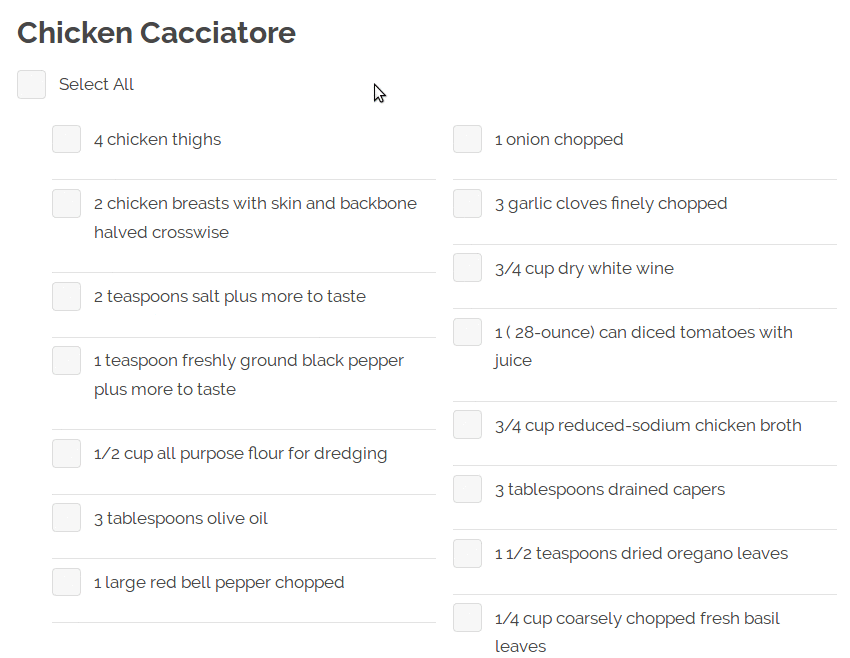 Chicken Cacciatore
Select All
4 chicken thighs
2 chicken breasts with skin and backbone
halved crosswise
2 teaspoons salt plus more to taste
1 teaspoon freshly ground black pepper
plus more to taste
1/2 cup all purpose flour for dredging
3 tablespoons olive oil
1 large red bell pepper chopped
1 onion chopped
3 garlic cloves finely chopped
3/4 cup dry white wine
1 ( 28-ounce) can diced tomatoes with
juice
3/4 cup reduced-sodium chicken broth
3 tablespoons drained capers
1 1/2 teaspoons dried oregano leaves
1/4 cup coarsely chopped fresh basil
leaves